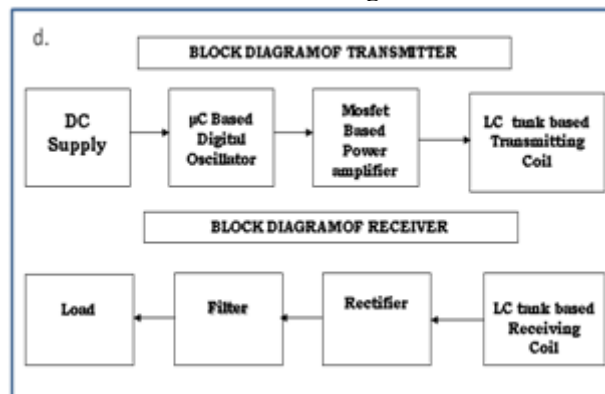 d.
BLOCK DIAGRAMOF TRANSMITTER
DC
Supply
µC Based
Digital
Oscillator
Mosfet
Based
Power
amplifier
LC tank based
Transmitting
Coil
BLOCK DIAGRAMOF RECEIVER
Load
Filter
Rectifier
LC tank based
Receiving
Coil